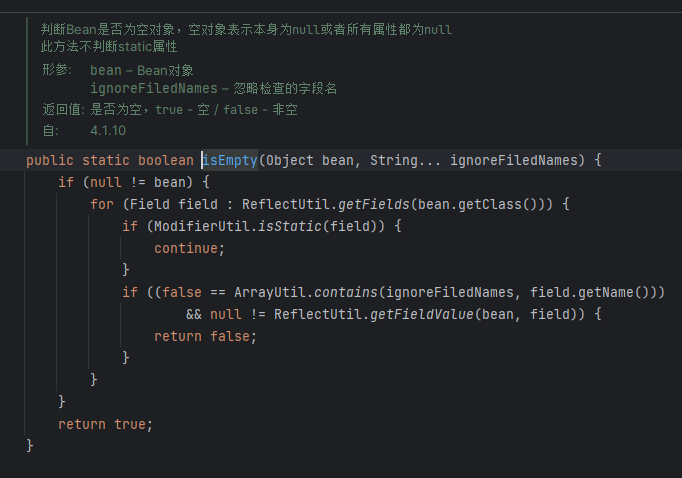 判断Bean是否为空对象，空对象表示本身为null或者所有属性都为null
此方法不判断static属性
形参: bean – Bean对象
ignoreFiledNames – 忽略检查的字段名
返回值: 是否为空，true - 空 / false - 非空
自: 4.1.10
public static boolean isEmpty(Object bean, String... ignoreFiledNames) {
if (null != bean) {
for (Field field : ReflectUtil.getFields(bean.getClass())) {
if (ModifierUtil.isStatic(field)) {
continue;
}
if ((false == ArrayUtil.contains(ignoreFiledNames, field.getName()))
&& null != ReflectUtil.getFieldValue(bean, field)) {
return false;
}
}
}
return true;
}